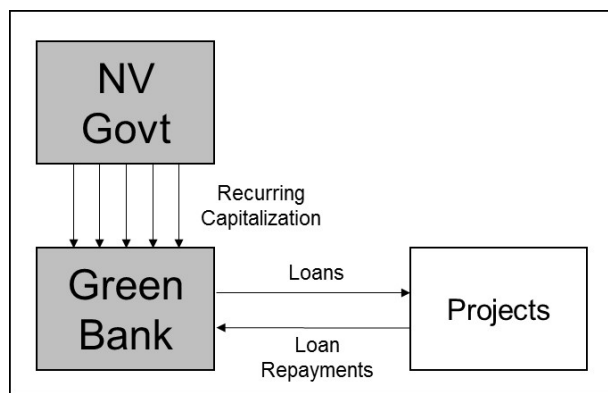 NV
Govt
Recurring
Capitalization
Green
Bank
Loans
Loan
Repayments
Projects